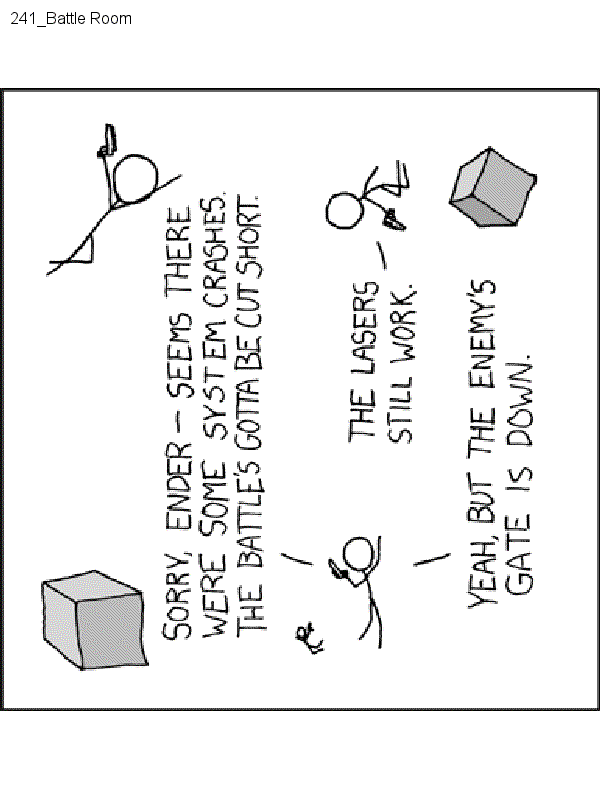 241_Battle Room
SORRY, ENDER – SEEMS THERE
WERE SOME SYSTEM CRASHES.
THE BATTLE'S GOTTA BE CUT SHORT.
THE LASERS
STILL WORK.
YEAH, BUT THE ENEMY'S
GATE IS DOWN.